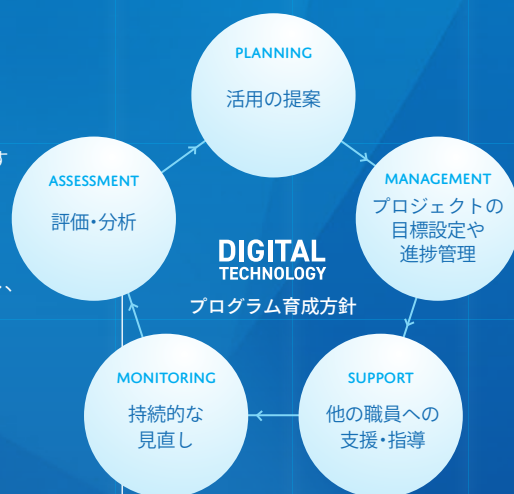 PLANNING
活用の提案
す
ASSESSMENT
評価・分析
MANAGEMENT
プロジェクトの
目標設定や
進捗管理
DIGITAL
TECHNOLOGY
プログラム育成方針
、
MONITORING
持続的な
見直し
SUPPORT
他の職員への
支援・指導